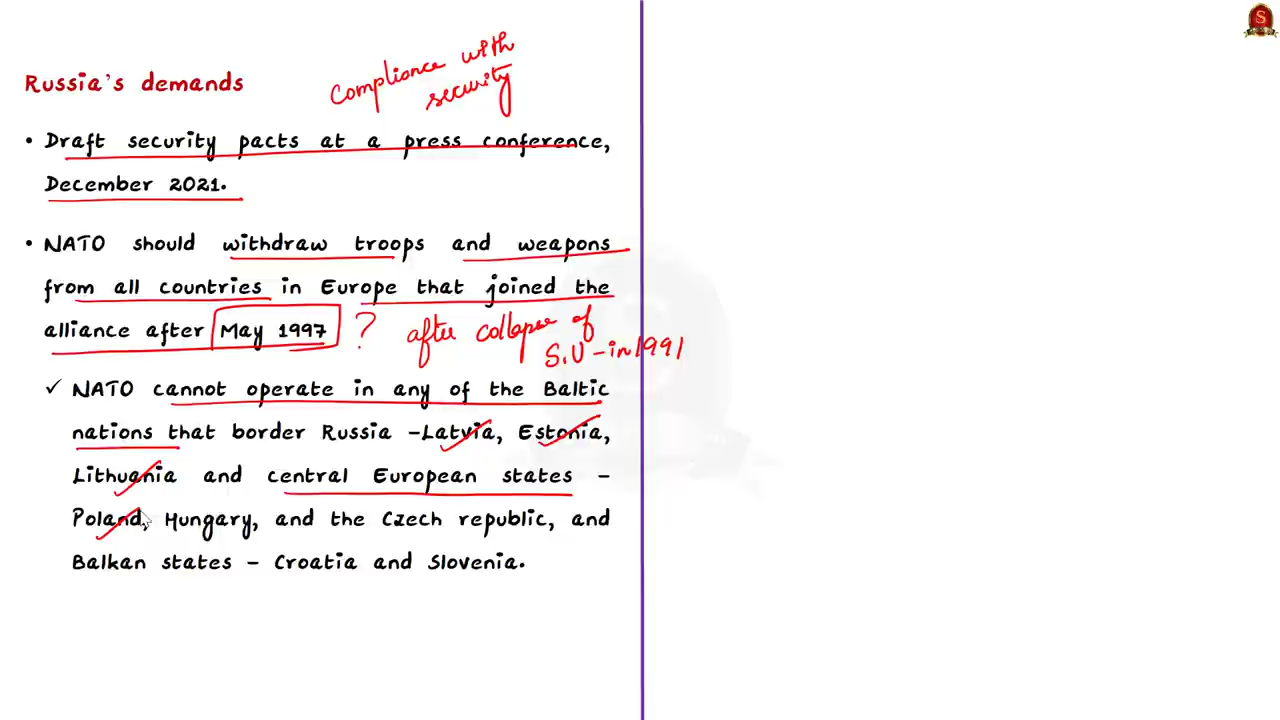 Compliance with
security
Russia's demands
• Draft security pacts at a press conference,
December 2021.
• NATO should withdraw troops and weapons
from all countries in Europe that joined the
alliance after May 1997 ? after collapse of
S.U - in 1991
✓ NATO cannot operate in any of the Baltic
nations that border Russia -Latvia, Estonia,
Lithuania and central European states -
Poland, Hungary, and the Czech republic, and
Balkan states - Croatia and Slovenia.
S